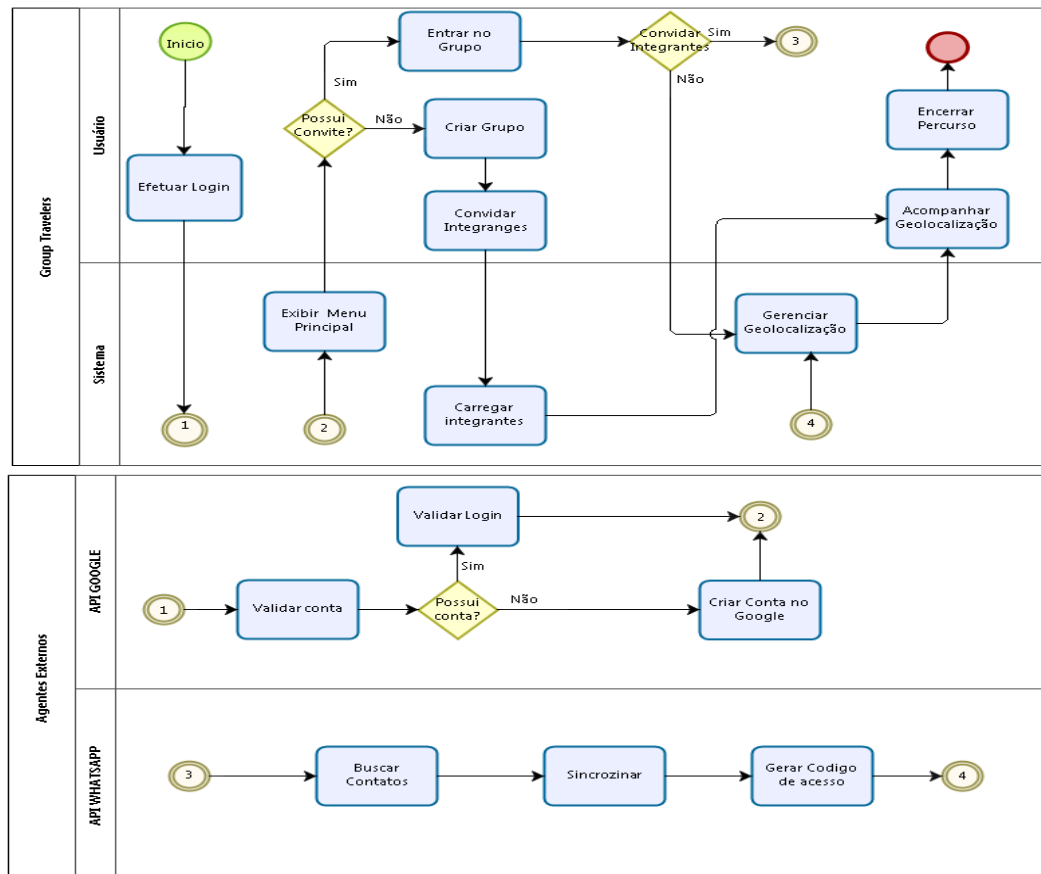 Group Travelers
Usuário
Inicio
Efetuar Login
Possui
Convite?
Sim
Não
Entrar no
Grupo
Criar Grupo
Convidar
Integranges
Convidar
Integrantes
Sim
Não
3
Encerrar
Percurso
Acompanhar
Geolocalização
Sistema
1
Exibir Menu
Principal
2
Carregar
integrantes
Gerenciar
Geolocalização
4
Agentes Externos
API GOOGLE
1
Validar conta
Possui
conta?
Sim
Não
Validar Login
Criar Conta no
Google
2
API WHATSAPP
3
Buscar
Contatos
Sincrozinar
Gerar Codigo
de acesso
4